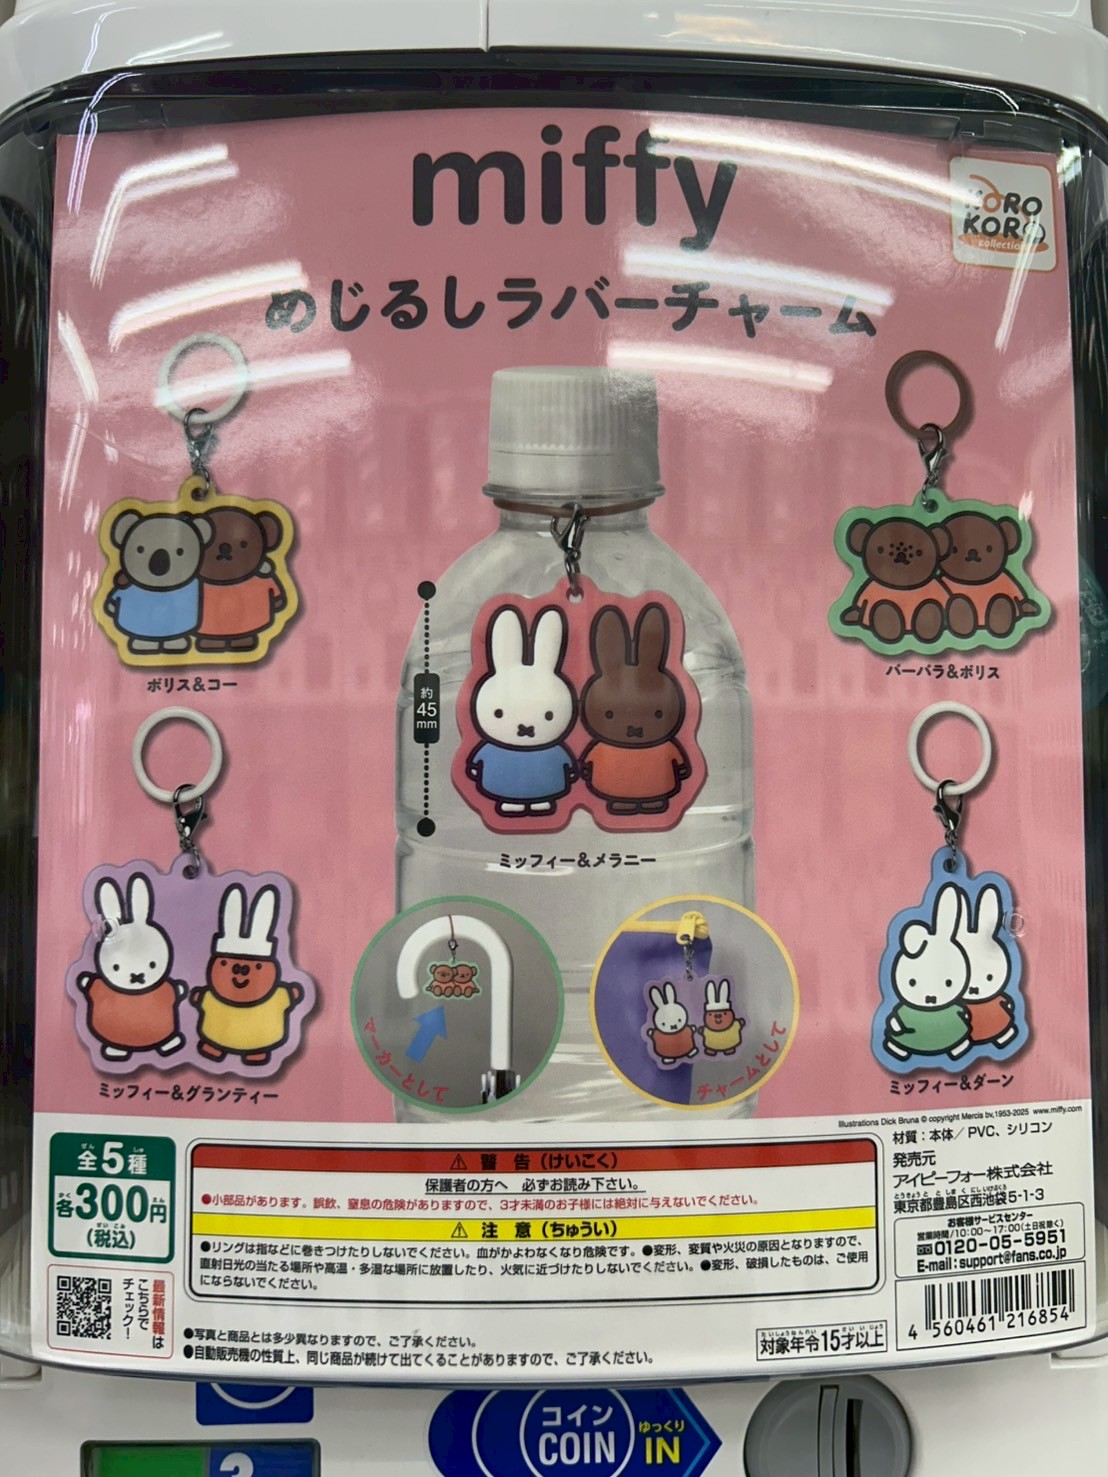 miffy
KORO
KORO
collection
めじるしラバーチャーム
ボリス&コー
バーバラ&ボリス
約
45
mm
ミッフィー&メラニー
ミッフィー&グランティー
マーカーとして
チャームとして
ミッフィー&ダーン
Illustrations Dick Bruna © copyright Mercis bv,1953-2025 www.miffy.com
全5種
各300円
(税込)
最新情報は
こちらで
チェック!
⚠ 警 告 (けいこく)
保護者の方へ 必ずお読み下さい。
●小部品があります。誤飲、窒息の危険がありますので、3才未満のお子様には絶対に与えないでください。
⚠ 注 意 (ちゅうい)
●リングは指などに巻きつけたりしないでください。血がかよわなくなり危険です。●変形、変質や火災の原因となりますので、
直射日光の当たる場所や高温・多湿な場所に放置したり、火気に近づけたりしないでください。●変形、破損したものは、ご使用
にならないでください。
●写真と商品とは多少異なりますので、ご了承ください。
●自動販売機の性質上、同じ商品が続けて出てくることがありますので、ご了承ください。
材質:本体/PVC、シリコン
発売元
アイピーフォー株式会社
東京都豊島区西池袋5-1-3
お客様サービスセンター
営業時間/10:00~17:00(土日祝除く)
0120-05-5951
E-mail:support@fans.co.jp
4 560461 216854
対象年令15才以上
コイン
COIN
ゆっくり
IN